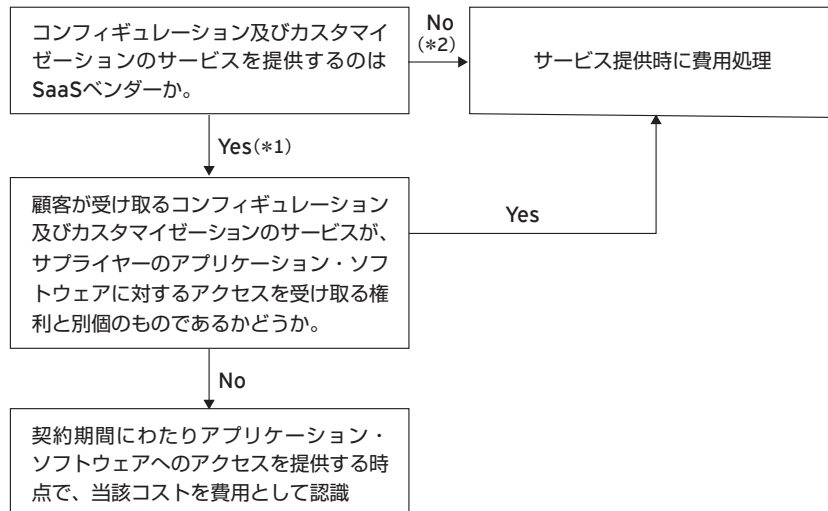 コンフィギュレーション及びカスタマイ
ゼーションのサービスを提供するのは
SaaSベンダーか。
No
(*2)
サービス提供時に費用処理
Yes(*1)
顧客が受け取るコンフィギュレーション
及びカスタマイゼーションのサービスが、
サプライヤーのアプリケーション・ソフ
トウェアに対するアクセスを受け取る権
利と別個のものであるかどうか。
Yes
No
契約期間にわたりアプリケーション・
ソフトウェアへのアクセスを提供する時
点で、当該コストを費用として認識